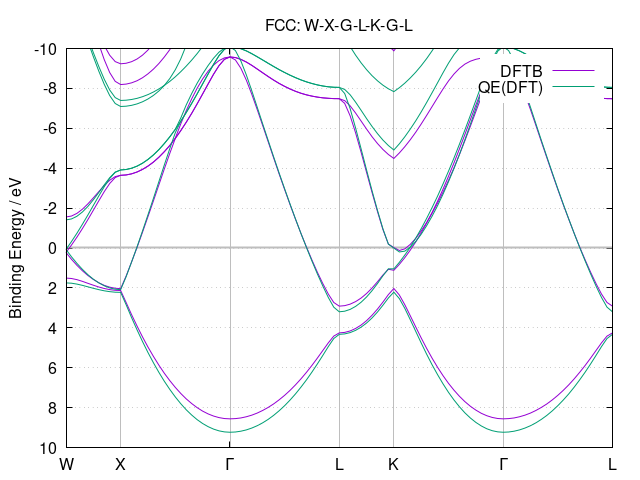 FCC: W-X-G-L-K-G-L
-10
-8
-6
-4
-2
0
2
4
6
8
10
Binding Energy / eV
DFTB
QE(DFT)
W X Γ L K Γ L